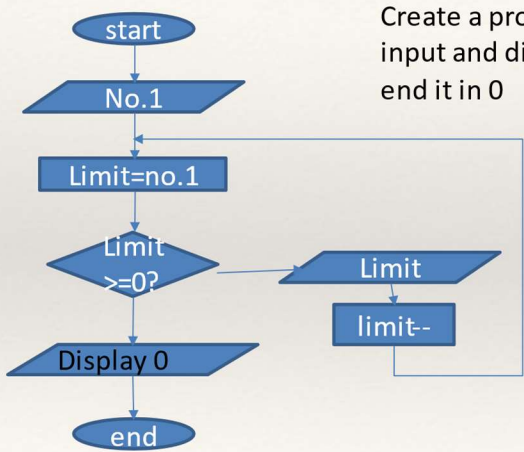 start
Create a pro
input and di
end it in 0
No.1
Limit=no.1
Limit
>=0?
Limit
limit--
Display 0
end